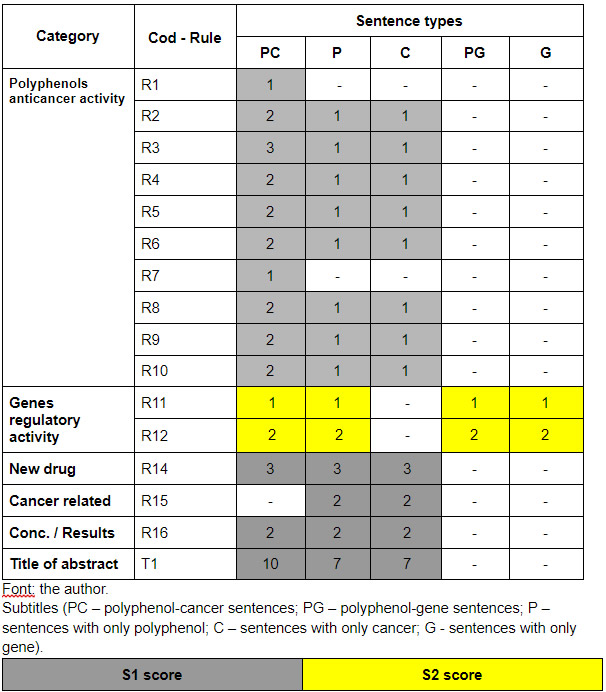 Category Cod - Rule Sentence types
PC P C PG G
Polyphenols
anticancer activity
R1 1 - - - -
R2 2 1 1 - -
R3 3 1 1 - -
R4 2 1 1 - -
R5 2 1 1 - -
R6 2 1 1 - -
R7 1 - - - -
R8 2 1 1 - -
R9 2 1 1 - -
R10 2 1 1 - -
Genes
regulatory
activity
R11 1 1 - 1 1
R12 2 2 - 2 2
New drug R14 3 3 3 - -
Cancer related R15 - 2 2 - -
Conc. / Results R16 2 2 2 - -
Title of abstract T1 10 7 7 - -
Font: the author.
Subtitles (PC – polyphenol-cancer sentences; PG – polyphenol-gene sentences; P –
sentences with only polyphenol; C – sentences with only cancer; G - sentences with only
gene).
S1 score S2 score